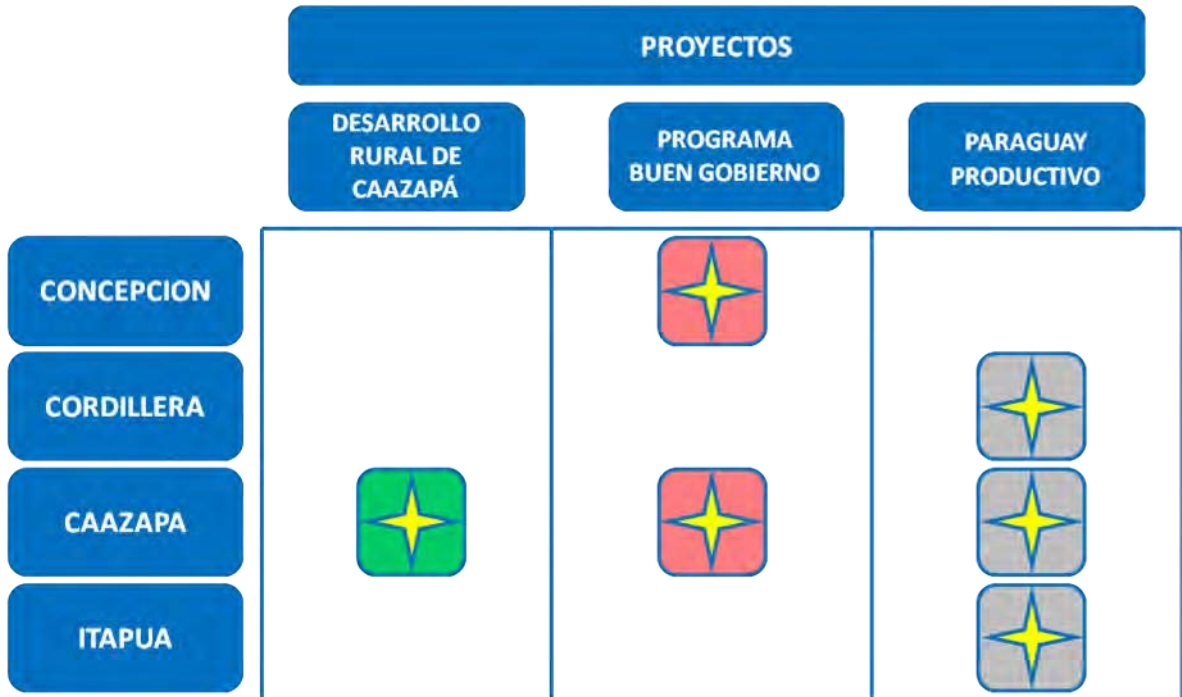 PROYECTOS
DESARROLLO
RURAL DE
CAAZAPÁ
PROGRAMA
BUEN GOBIERNO
PARAGUAY
PRODUCTIVO
CONCEPCION
CORDILLERA
CAAZAPA
ITAPUA